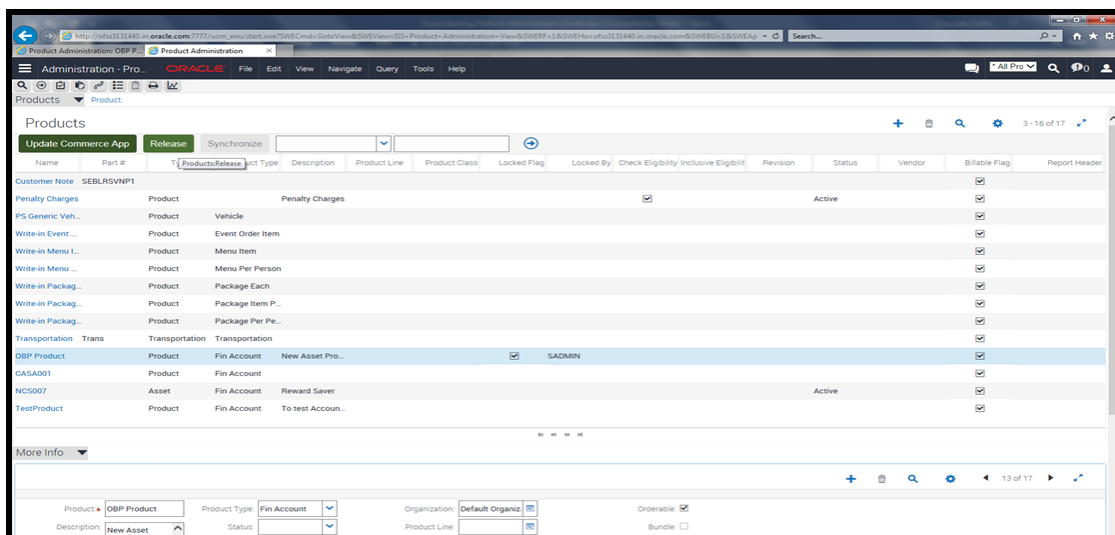 http://ofss3131440.in.oracle.com:7777/ucm_enu/start.swe?SWECmd=GotoView&SWEView=ISS+Product+Administration+View&SWERF=1&SWEHo=ofss3131440.in.oracle.com&SWEBU=1&SWEAp Search...
Product Administration: OBP P... Product Administration
Administration - Pro... ORACLE File Edit View Navigate Query Tools Help * All Pro 0
Products Product:
Products 3 - 16 of 17
Update Commerce App Release Synchronize
Name Part # Ty Products:Release uct Type Description Product Line Product Class Locked Flag Locked By Check Eligibility Inclusive Eligibilit Revision Status Vendor Billable Flag Report Header
Customer Note SEBLRSVNP1
Penalty Charges Product Penalty Charges Active
PS Generic Veh... Product Vehicle
Write-in Event ... Product Event Order Item
Write-in Menu I... Product Menu Item
Write-in Menu ... Product Menu Per Person
Write-in Packag... Product Package Each
Write-in Packag... Product Package Item P...
Write-in Packag... Product Package Per Pe...
Transportation Trans Transportation Transportation
OBP Product Product Fin Account New Asset Pro... SADMIN
CASA001 Product Fin Account
NCS007 Asset Fin Account Reward Saver Active
TestProduct Product Fin Account To test Accoun...
More Info
13 of 17
Product: OBP Product Product Type: Fin Account Organization: Default Organiz Orderable:
Description: New Asset Status: Product Line: Bundle: